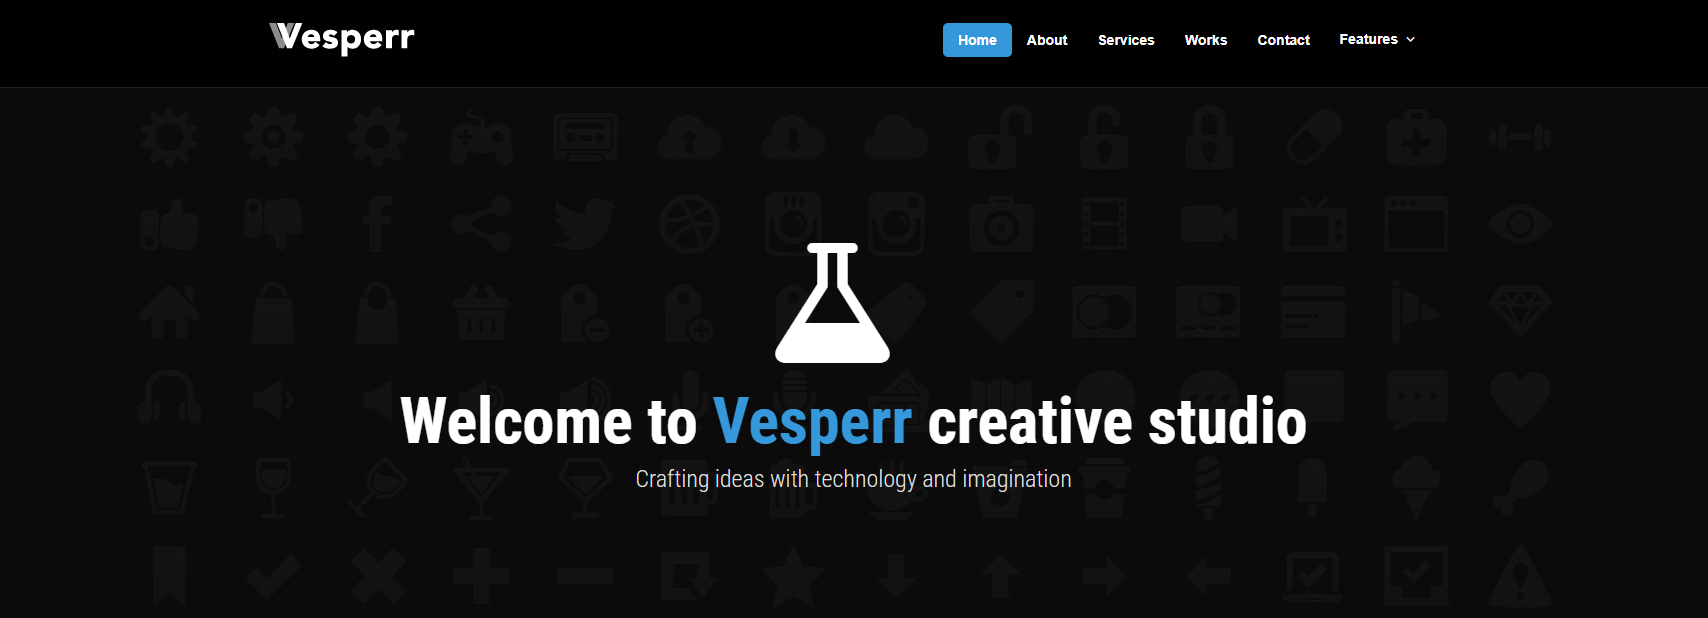 Vesperr
Home About Services Works Contact Features
Welcome to Vesperr creative studio
Crafting ideas with technology and imagination